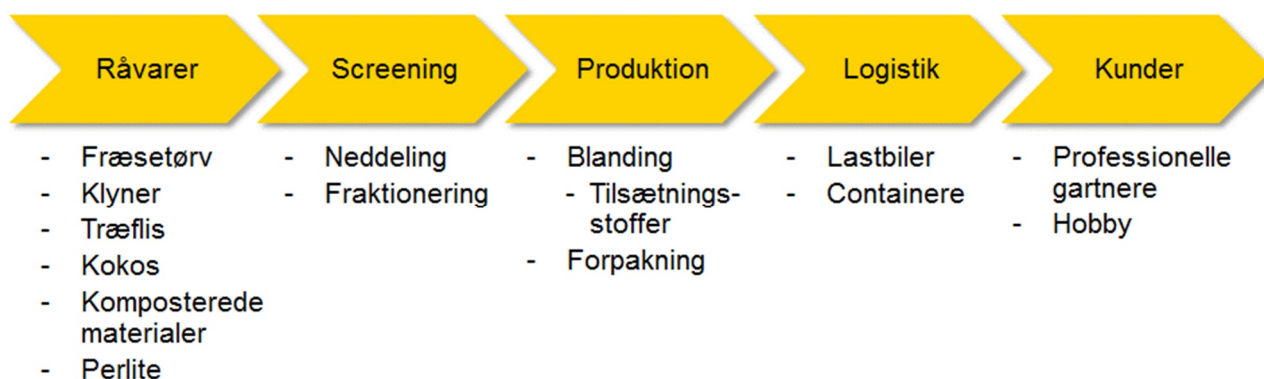 Råvarer
Screening
Produktion
Logistik
Kunder
- Fræsetørv
- Klyner
- Træflis
- Kokos
- Komposterede
materialer
- Perlite
- Neddeling
- Fraktionering
- Blanding
- Tilsætnings-
stoffer
- Forpakning
- Lastbiler
- Containere
- Professionelle
gartnere
- Hobby